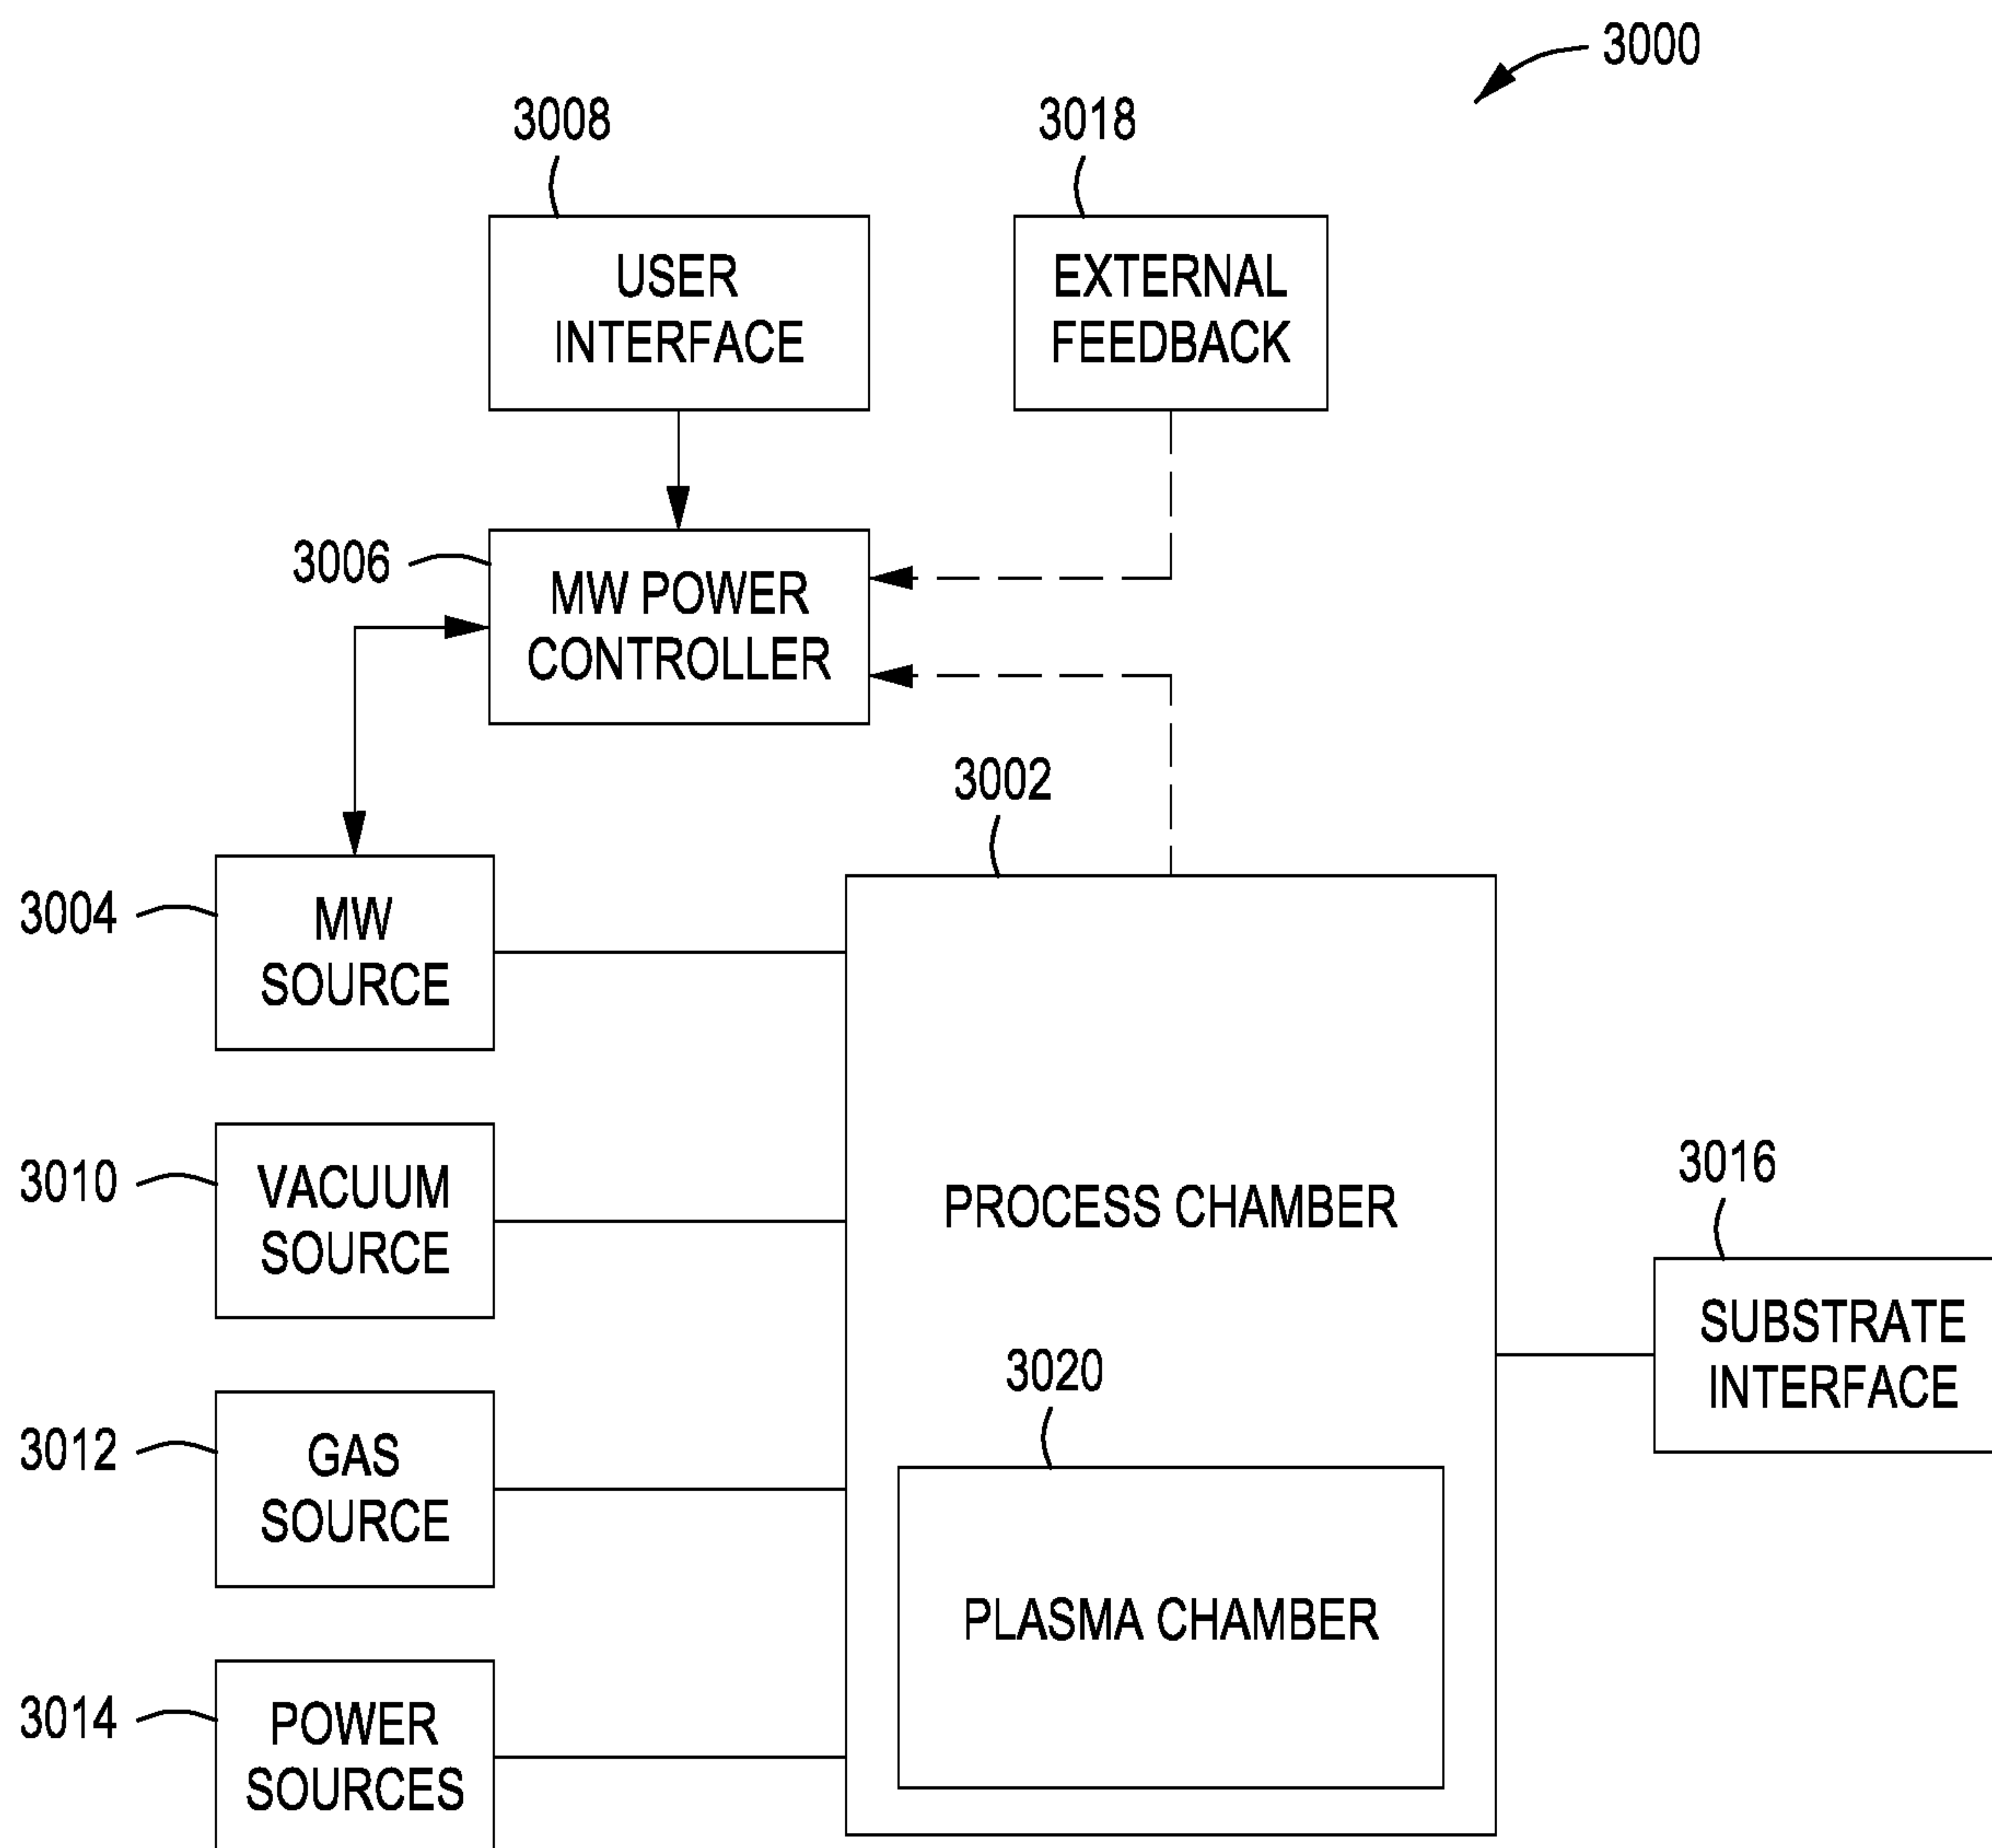 3000
3008
3018
USER
INTERFACE
EXTERNAL
FEEDBACK
3006
MW POWER
CONTROLLER
3002
3004
MW
SOURCE
3010
VACUUM
SOURCE
PROCESS CHAMBER
3016
SUBSTRATE
INTERFACE
3012
GAS
SOURCE
3020
PLASMA CHAMBER
3014
POWER
SOURCES